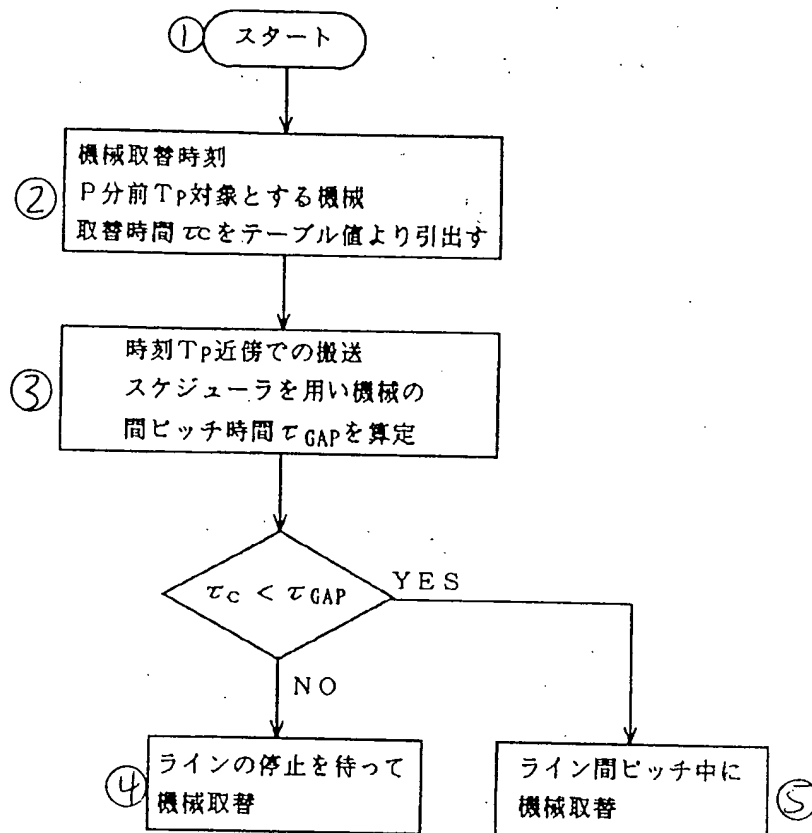 ① スタート
② 機械取替時刻
P分前TP対象とする機械
取替時間τCをテーブル値より引出す
③ 時刻TP近傍での搬送
スケジューラを用い機械の
間ピッチ時間τGAPを算定
τC < τGAP
YES
NO
④ ラインの停止を待って
機械取替
ライン間ピッチ中に
機械取替 ⑤